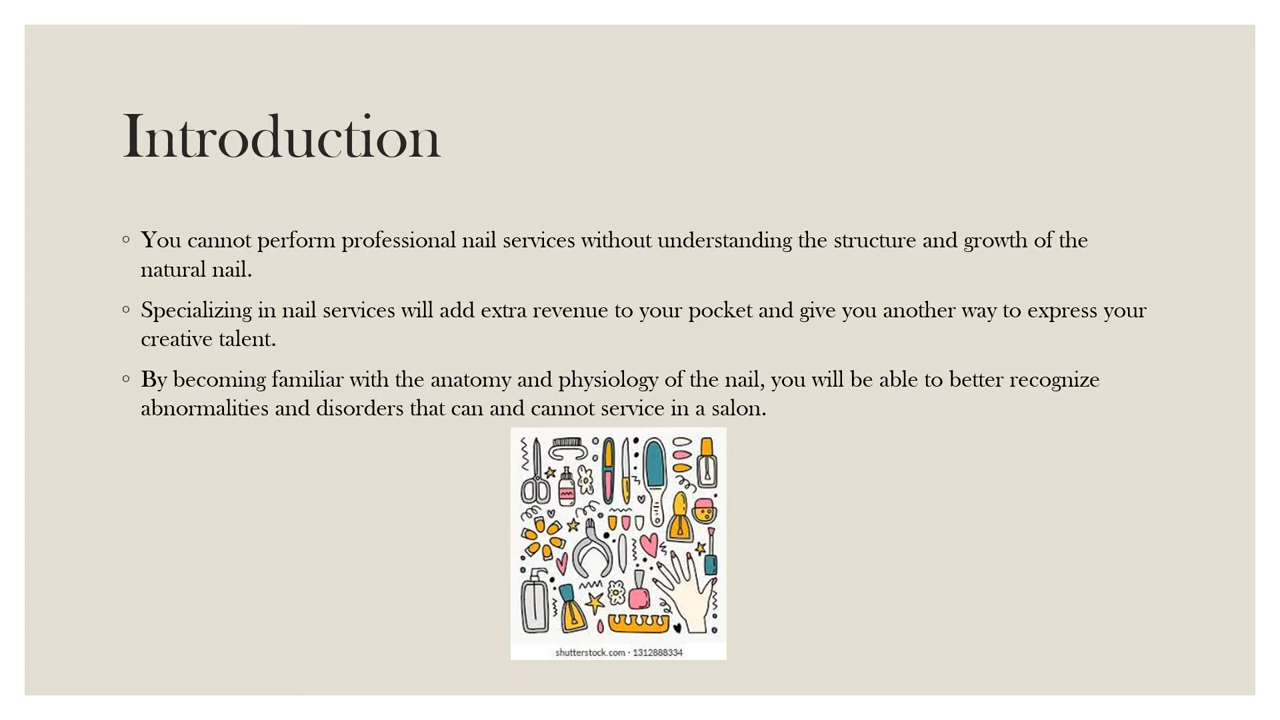 Introduction
◦ You cannot perform professional nail services without understanding the structure and growth of the
natural nail.
◦ Specializing in nail services will add extra revenue to your pocket and give you another way to express your
creative talent.
◦ By becoming familiar with the anatomy and physiology of the nail, you will be able to better recognize
abnormalities and disorders that can and cannot service in a salon.
shutterstock.com · 1312888334